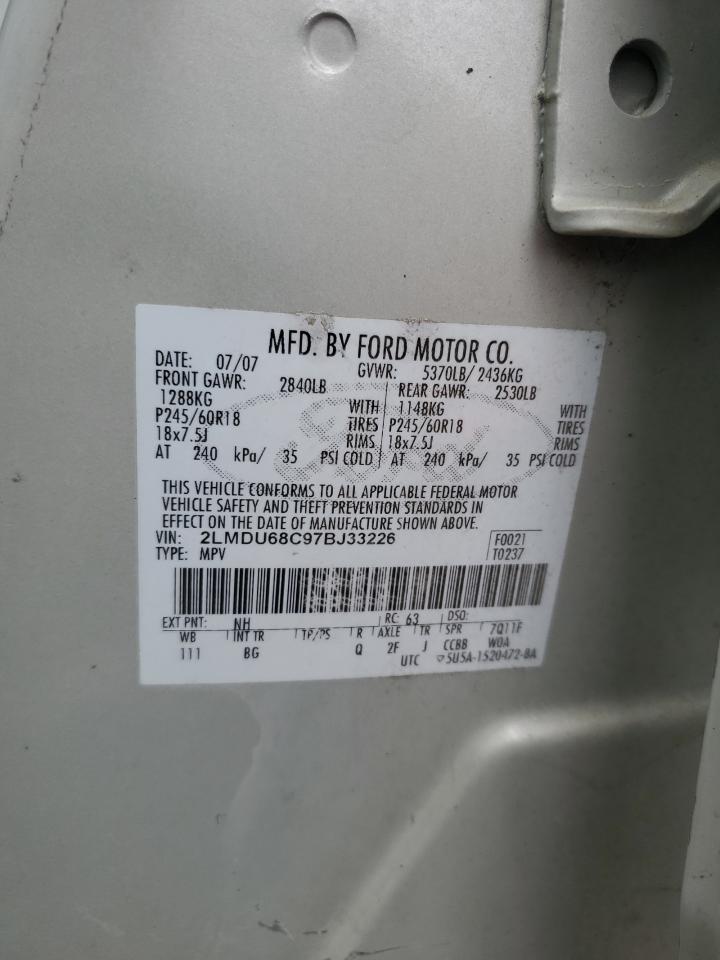 MFD. BY FORD MOTOR CO.
DATE: 07/07 GVWR: 5370LB/ 2436KG
FRONT GAWR: 2840LB REAR GAWR: 2530LB
1288KG WITH 1148KG WITH
P245/60R18 TIRES P245/60R18 TIRES
18x7.5J RIMS 18x7.5J RIMS
AT 240 kPa/ 35 PSI COLD AT 240 kPa/ 35 PSI COLD
Ford
THIS VEHICLE CONFORMS TO ALL APPLICABLE FEDERAL MOTOR
VEHICLE SAFETY AND THEFT PREVENTION STANDARDS IN
EFFECT ON THE DATE OF MANUFACTURE SHOWN ABOVE.
VIN: 2LMDU68C97BJ33226 F0021
TYPE: MPV T0237
EXT PNT: NH RC: 63 DSO:
WB INT TR TP/PS R AXLE TR SPR 7Q11F
111 BG Q 2F J CCBB WOA
UTC ▽5U5A-1520472-BA